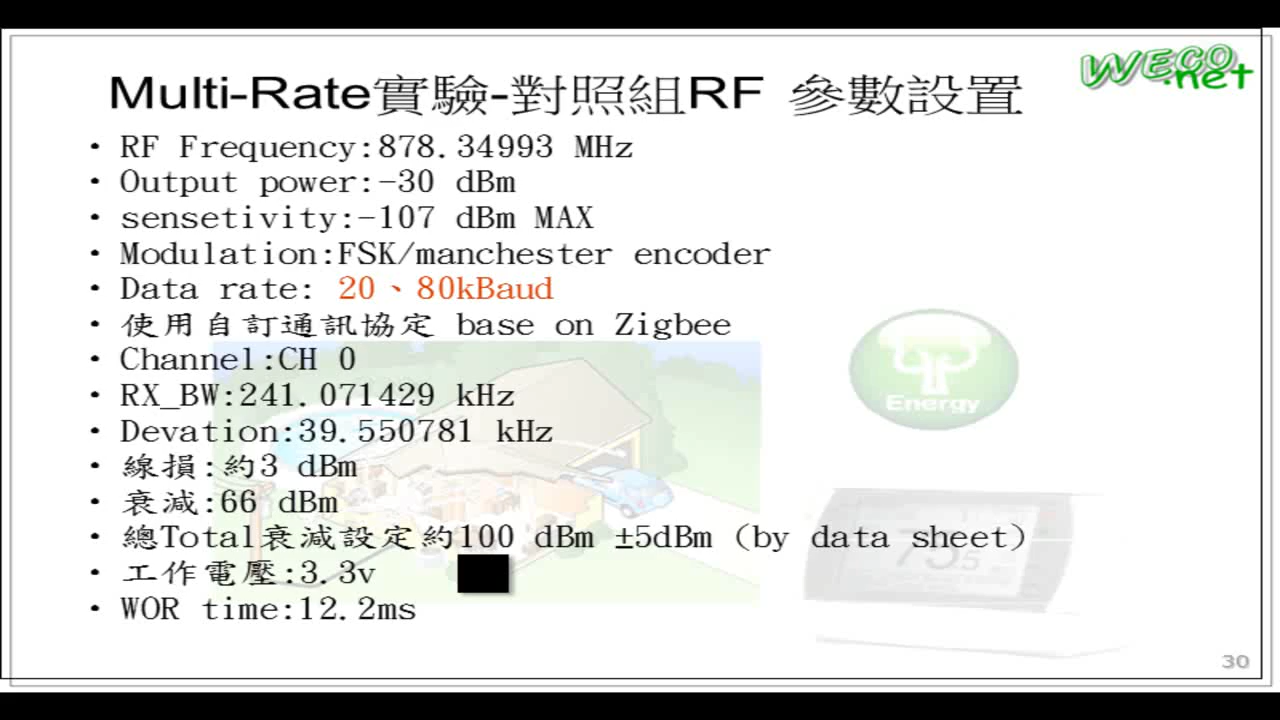 WECO
.net
Multi-Rate實驗-對照組RF 參數設置
• RF Frequency:878.34993 MHz
• Output power:-30 dBm
• sensetivity:-107 dBm MAX
• Modulation:FSK/manchester encoder
• Data rate: 20、80kBaud
• 使用自訂通訊協定 base on Zigbee
• Channel:CH 0
• RX_BW:241.071429 kHz
• Devation:39.550781 kHz
• 線損:約3 dBm
• 衰減:66 dBm
• 總Total衰減設定約100 dBm ±5dBm (by data sheet)
• 工作電壓:3.3v
• WOR time:12.2ms
Energy
73.5
30